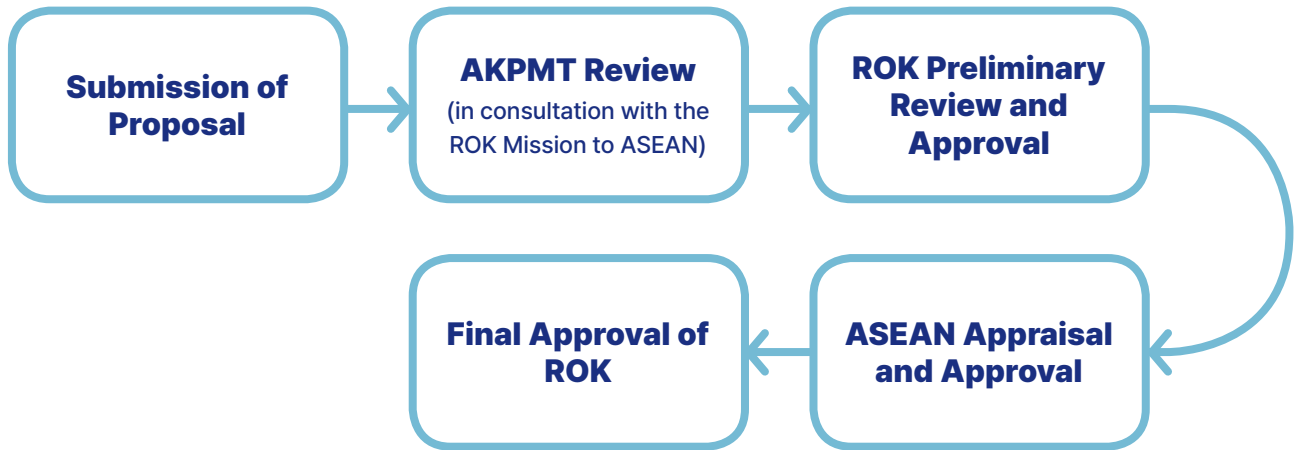 Submission of
Proposal
AKPMT Review
(in consultation with the
ROK Mission to ASEAN)
ROK Preliminary
Review and
Approval
ASEAN Appraisal
and Approval
Final Approval of
ROK